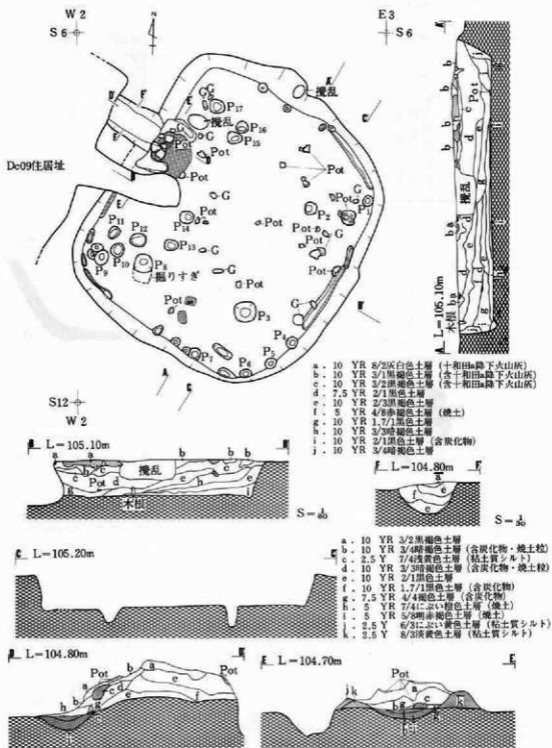 W 2
S 6
N
E 3
S 6
Dc09住居址
P17
P16
P15
攪乱
G
Pot
P14
P13
P12
P11
P10
P9
P8
掘りすぎ
P7
P6
P5
P4
P3
P2
P1
S12
W 2
L=105.10m
攪乱
木根
a. 10 YR 8/2灰白色土層 (十和田a降下火山灰)
b. 10 YR 3/1黒褐色土層 (含十和田a降下火山灰)
c. 10 YR 3/2黒褐色土層 (含十和田a降下火山灰)
d. 7.5 YR 2/1黒色土層
e. 10 YR 2/3黒褐色土層
f. 5 YR 4/8赤褐色土層 (焼土)
g. 10 YR 1.7/1黒色土層
h. 10 YR 3/3暗褐色土層
i. 10 YR 2/1黒色土層 (含炭化物)
j. 10 YR 3/4暗褐色土層
L=105.10m
攪乱
Pot
木根
L=104.80m
L=105.20m
a. 10 YR 3/2黒褐色土層
b. 10 YR 3/4暗褐色土層 (含炭化物・焼土粒)
c. 2.5 Y 7/4浅黄色土層 (粘土質シルト)
d. 10 YR 3/3暗褐色土層 (含炭化物・焼土粒)
e. 10 YR 2/1黒色土層
f. 10 YR 1.7/1黒色土層 (含炭化物)
g. 7.5 YR 4/4褐色土層 (含炭化物)
h. 5 YR 7/4にぶい橙色土層 (焼土)
i. 5 YR 5/8明赤褐色土層 (焼土)
j. 2.5 Y 6/3にぶい黄色土層 (粘土質シルト)
k. 2.5 Y 8/3淡黄色土層 (粘土質シルト)
L=104.80m
Pot
L=104.70m
Pot